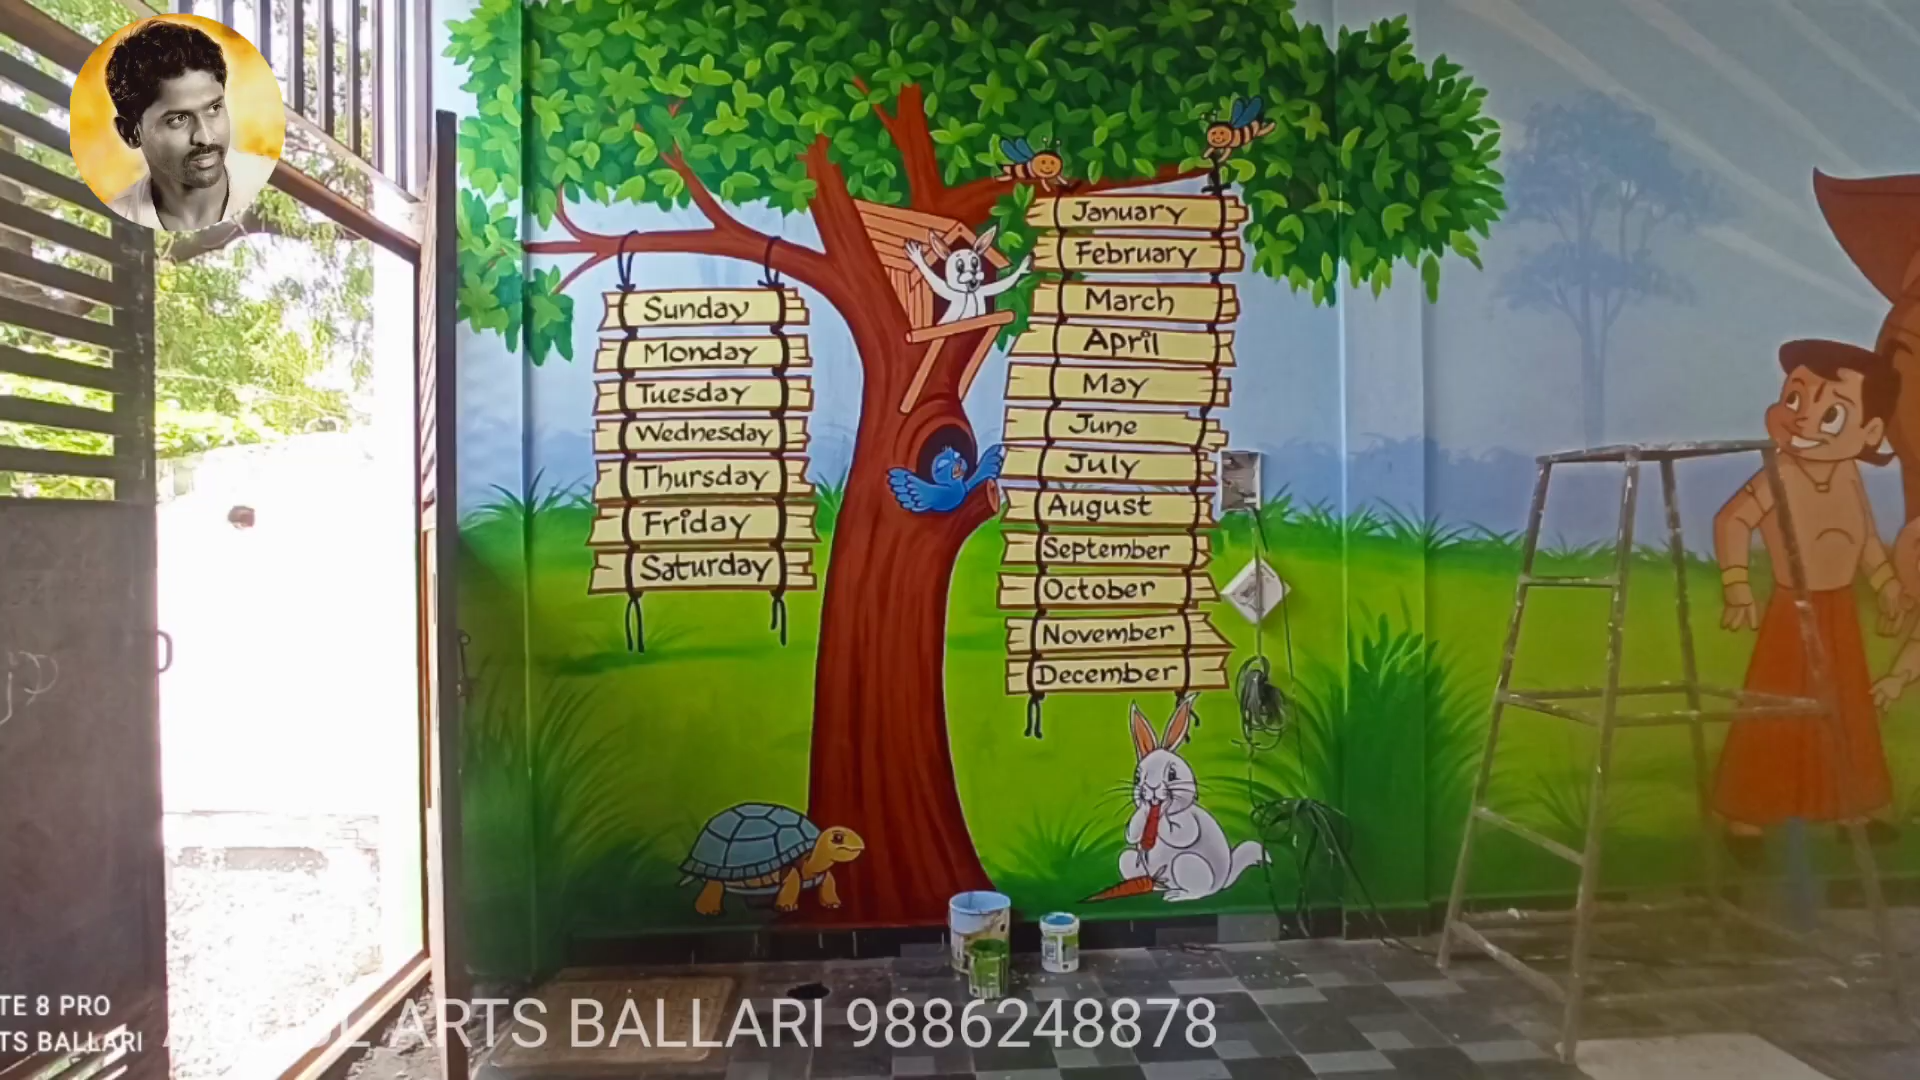 Sunday
Monday
Tuesday
Wednesday
Thursday
Friday
Saturday
January
February
March
April
May
June
July
August
September
October
November
December
TE 8 PRO
TS BALLARI
ARTS BALLARI 9886248878